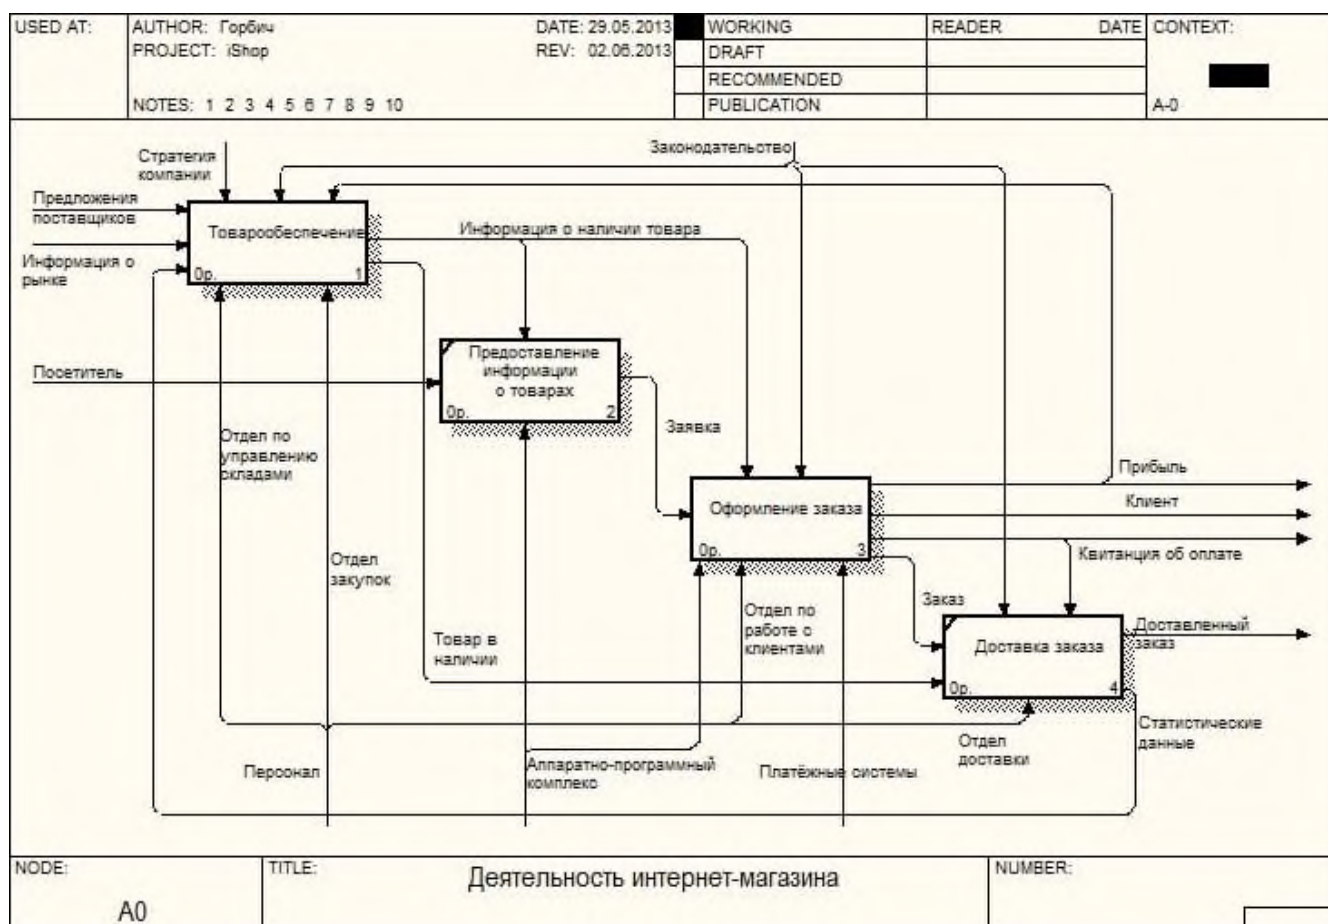 USED AT:
AUTHOR: Горбич
DATE: 29.05.2013
WORKING
READER
DATE
CONTEXT:
PROJECT: iShop
REV: 02.06.2013
DRAFT
RECOMMENDED
NOTES: 1 2 3 4 5 6 7 8 9 10
PUBLICATION
A-0
Стратегия
компании
Законодательство
Предложения
поставщиков
Товарообеспечение
Информация о наличии товара
Информация о
рынке
0р.
1
Посетитель
Предоставление
информации
о товарах
0р.
2
Заявка
Отдел по
управлению
складами
Прибыль
Клиент
Оформление заказа
0р.
3
Квитанция об оплате
Отдел
закупок
Заказ
Отдел по
работе с
клиентами
Товар в
наличии
Доставленный
заказ
Доставка заказа
0р.
4
Статистические
данные
Отдел
доставки
Персонал
Аппаратно-программный
комплекс
Платёжные системы
NODE:
TITLE:
Деятельность интернет-магазина
NUMBER:
A0